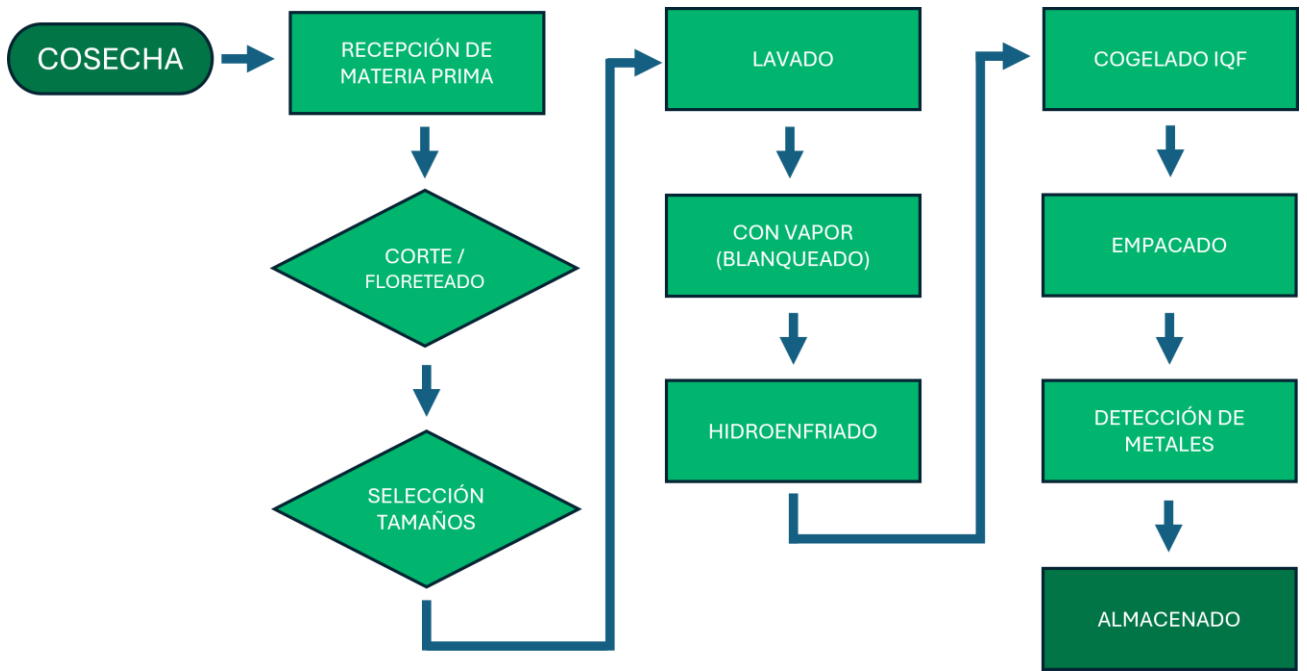 COSECHA
RECEPCIÓN DE
MATERIA PRIMA
CORTE /
FLORETEADO
SELECCIÓN
TAMAÑOS
LAVADO
CON VAPOR
(BLANQUEADO)
HIDROENFRIADO
COGELADO IQF
EMPACADO
DETECCIÓN DE
METALES
ALMACENADO